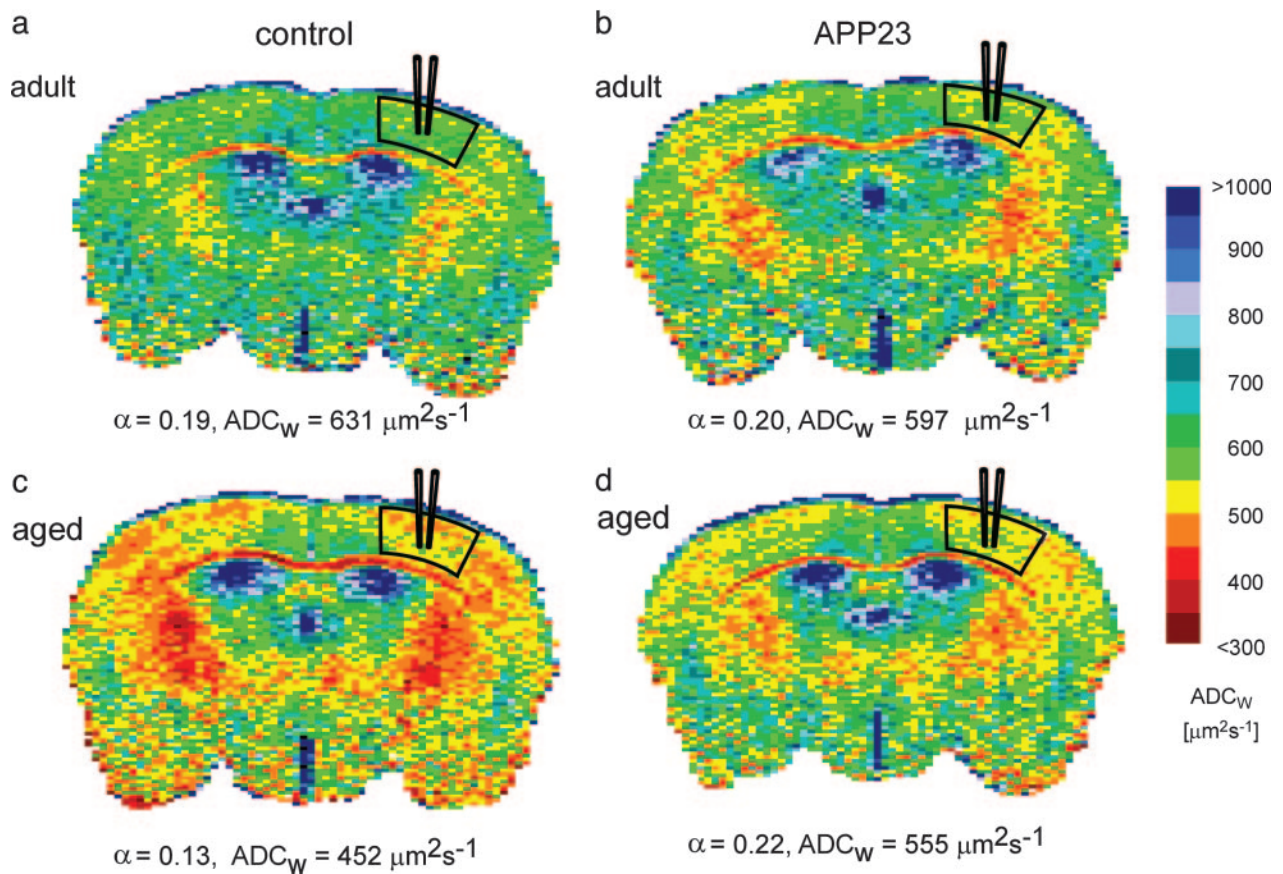 a
control
adult
b
APP23
adult
α = 0.19, ADCW = 631 μm²s⁻¹
α = 0.20, ADCW = 597 μm²s⁻¹
c
aged
d
aged
α = 0.13, ADCW = 452 μm²s⁻¹
α = 0.22, ADCW = 555 μm²s⁻¹
>1000
900
800
700
600
500
400
<300
ADCW
[μm²s⁻¹]